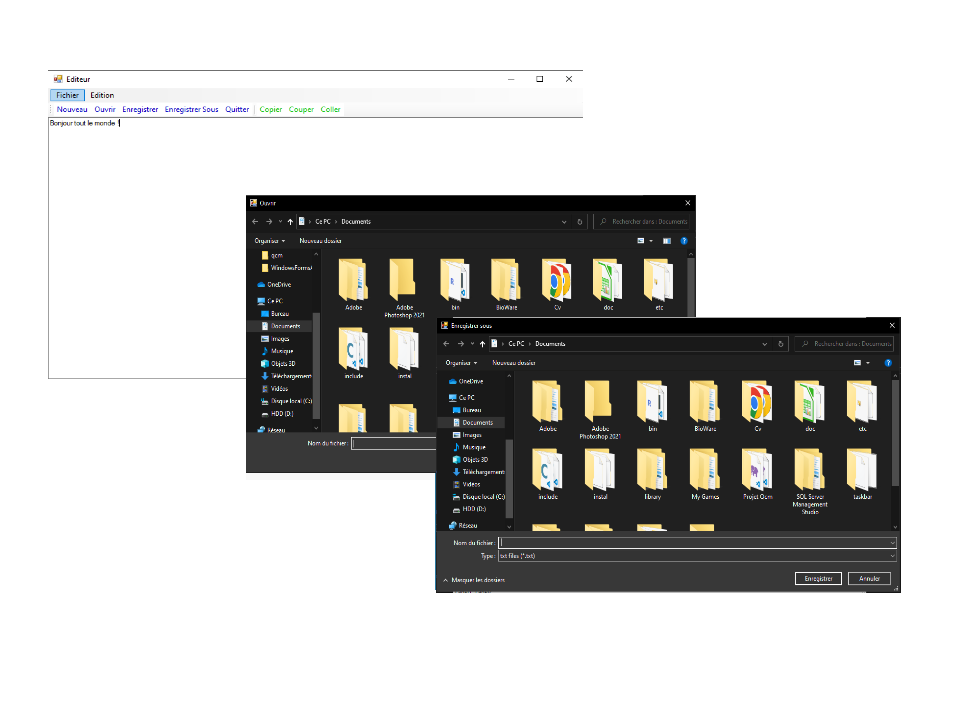 Editeur
Fichier Edition
Nouveau Ouvrir Enregistrer Enregistrer Sous Quitter Copier Couper Coller
Bonjour tout le monde !
Ouvrir
Ce PC › Documents
Rechercher dans : Documents
Organiser Nouveau dossier
qcm
WindowsForms
OneDrive
Ce PC
Bureau
Documents
Images
Musique
Objets 3D
Téléchargement
Vidéos
Disque local (C:)
HDD (D:)
Réseau
Adobe
Adobe Photoshop 2021
bin
BioWare
Cv
doc
etc
include
instal
Nom du fichier :
Enregistrer sous
Ce PC › Documents
Rechercher dans : Documents
Organiser Nouveau dossier
OneDrive
Ce PC
Bureau
Documents
Images
Musique
Objets 3D
Téléchargement
Vidéos
Disque local (C:)
HDD (D:)
Réseau
Adobe
Adobe Photoshop 2021
bin
BioWare
Cv
doc
etc
include
instal
library
My Games
Projet Qcm
SQL Server Management Studio
taskbar
Nom du fichier :
Type : txt files (*.txt)
Masquer les dossiers
Enregistrer
Annuler